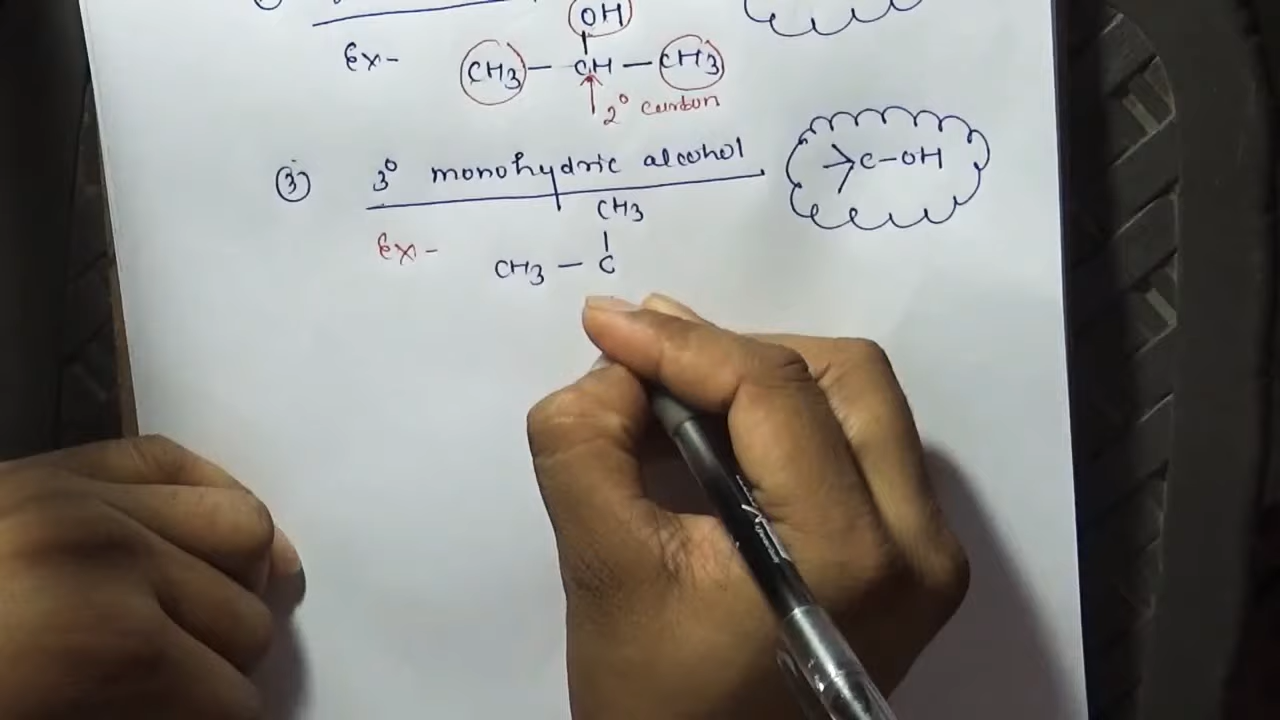 OH
Ex- CH3 - CH - CH3
2° carbon
③ 3° monohydric alcohol
C-OH
CH3
Ex- CH3 - C